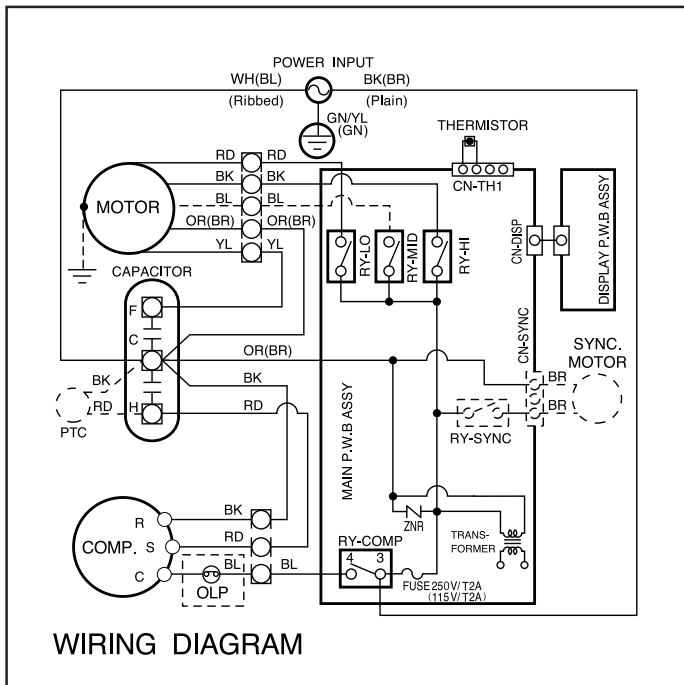 POWER INPUT
WH(BL)
BK(BR)
(Ribbed)
(Plain)
GN/YL
(GN)
THERMISTOR
RD
RD
BK
BK
CN-TH1
BL
BL
MOTOR
OR(BR)
OR(BR)
YL
YL
RY-LO
RY-MID
RY-HI
CN-DISP
DISPLAY P.W.B ASSY
CAPACITOR
F
C
OR(BR)
CN-SYNC
SYNC.
MOTOR
BK
BK
BR
RD
H
RD
BR
PTC
RY-SYNC
MAIN P.W.B ASSY
R
BK
ZNR
TRANS-
FORMER
COMP.
S
RD
RY-COMP
4
3
C
BL
BL
OLP
FUSE250V/T2A
(115V/T2A)
WIRING DIAGRAM